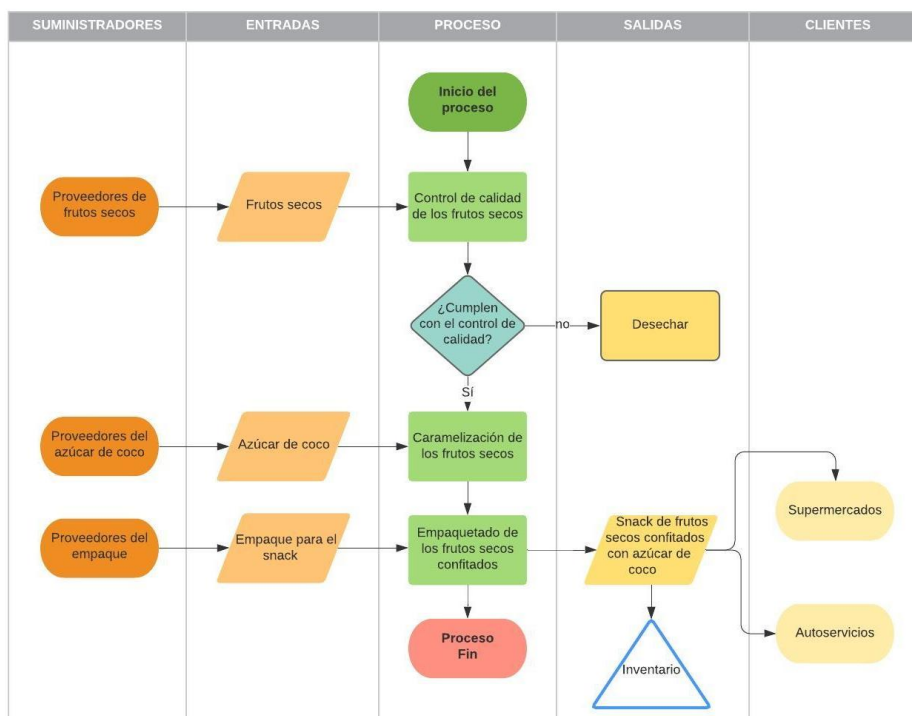 SUMINISTRADORES
ENTRADAS
PROCESO
SALIDAS
CLIENTES
Inicio del
proceso
Proveedores de
frutos secos
Frutos secos
Control de calidad
de los frutos secos
¿Cumplen
con el control de
calidad?
no
Desechar
Sí
Proveedores del
azúcar de coco
Azúcar de coco
Caramelización de
los frutos secos
Proveedores del
empaque
Empaque para el
snack
Empaquetado de
los frutos secos
confitados
Snack de frutos
secos confitados
con azúcar de
coco
Supermercados
Autoservicios
Proceso
Fin
Inventario